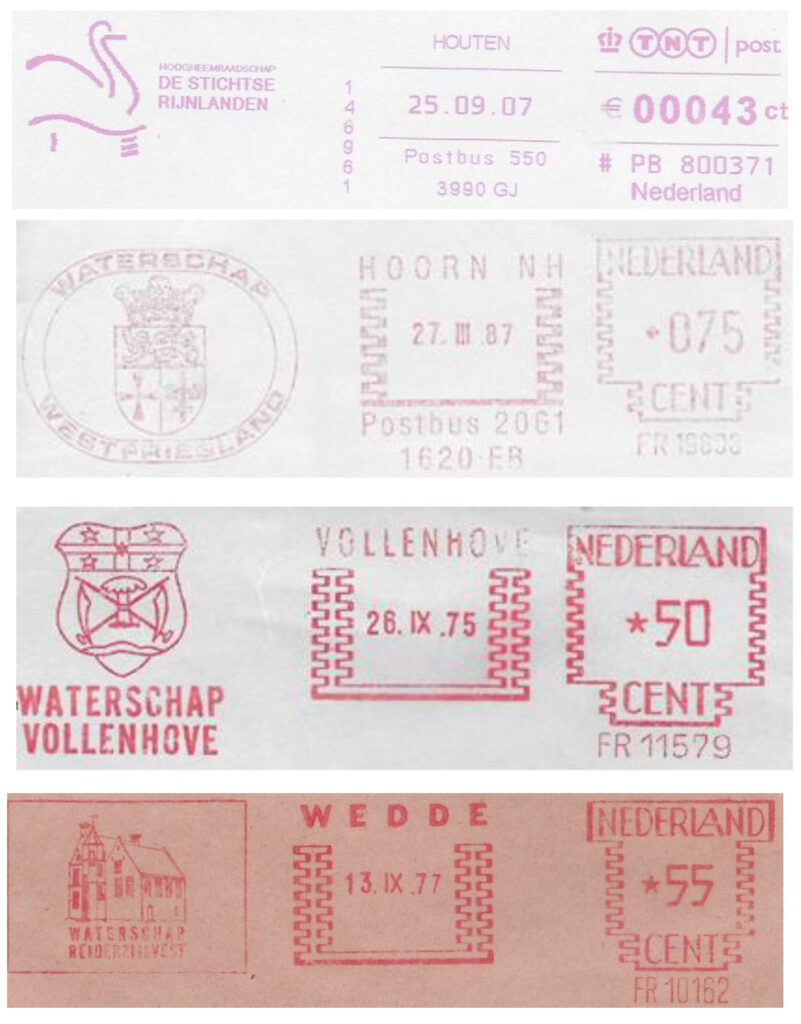 HOOGHEEMRAADSCHAP
DE STICHTSE
RIJNLANDEN
1
4
6
9
6
1
HOUTEN
25.09.07
Postbus 550
3990 GJ
TNT post
€ 00043 ct
# PB 800371
Nederland
WATERSCHAP
WESTFRIESLAND
HOORN NH
27. III .87
Postbus 2061
1620 EB
NEDERLAND
075
CENT
FR
WATERSCHAP
VOLLENHOVE
VOLLENHOVE
26. IX .75
NEDERLAND
*50
CENT
FR 11579
WATERSCHAP
REIDERZIJLVEST
WEDDE
13. IX .77
NEDERLAND
*55
CENT
FR 10162